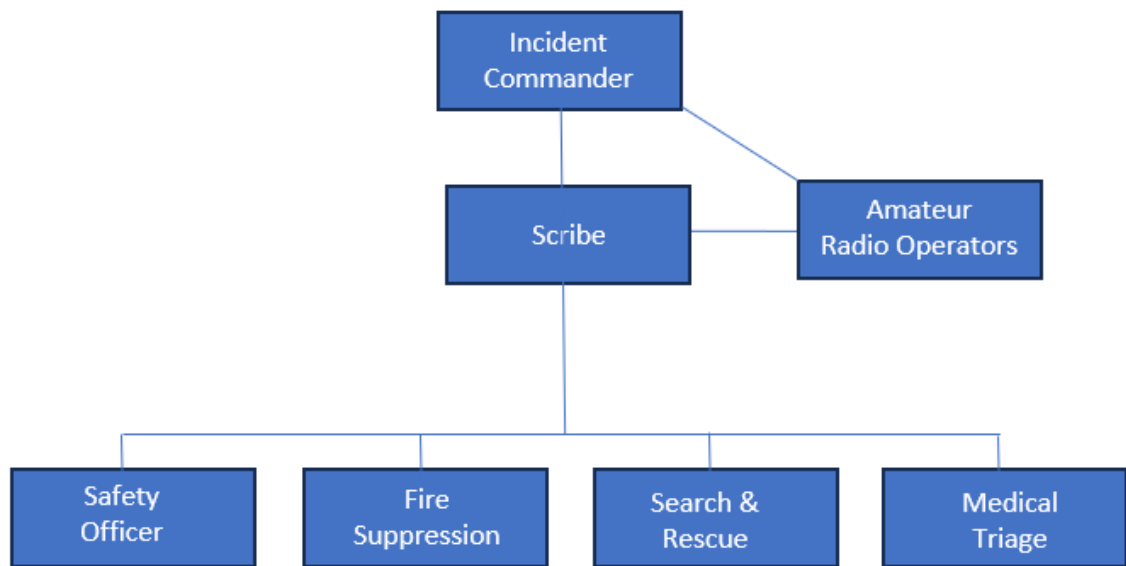 Incident
Commander
Scribe
Amateur
Radio Operators
Safety
Officer
Fire
Suppression
Search &
Rescue
Medical
Triage